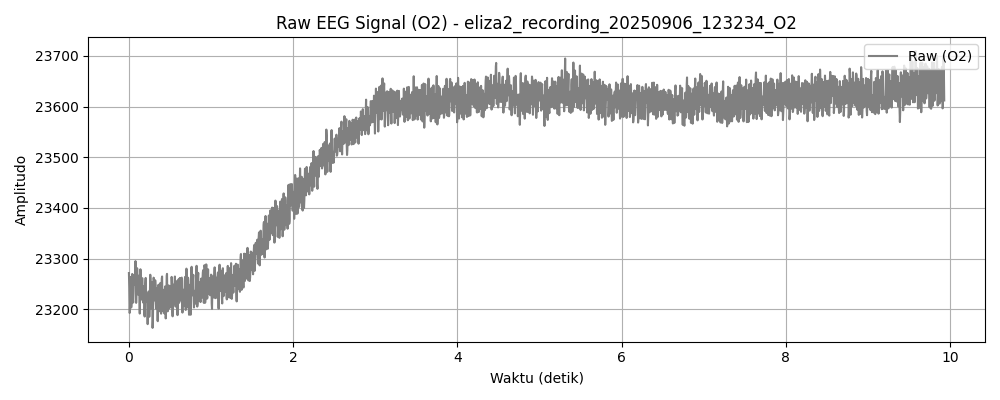 Raw EEG Signal (O2) - eliza2_recording_20250906_123234_O2
Raw (O2)
Amplitudo
23700
23600
23500
23400
23300
23200
0 2 4 6 8 10
Waktu (detik)